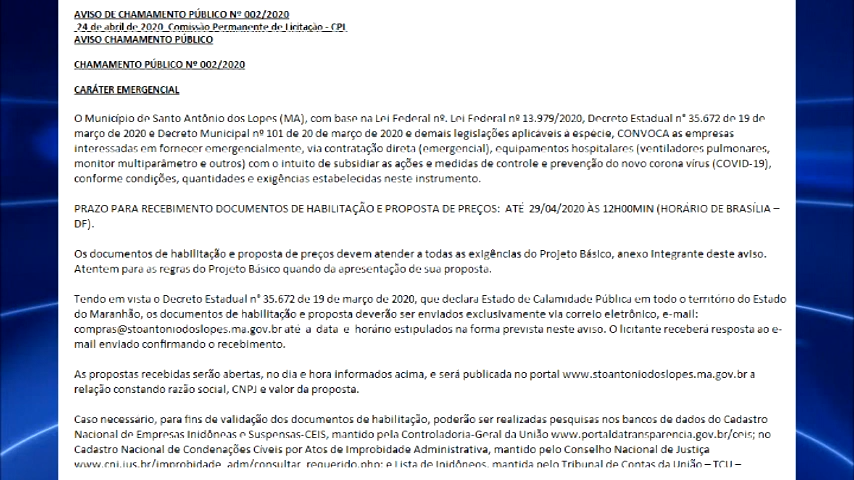 AVISO DE CHAMAMENTO PÚBLICO Nº 002/2020
24 de abril de 2020 Comissão Permanente de Licitação - CPL
AVISO CHAMAMENTO PÚBLICO
CHAMAMENTO PÚBLICO Nº 002/2020
CARÁTER EMERGENCIAL
O Município de Santo Antônio dos Lopes (MA), com base na Lei Federal nº. Lei Federal nº 13.979/2020, Decreto Estadual n° 35.672 de 19 de
março de 2020 e Decreto Municipal nº 101 de 20 de março de 2020 e demais legislações aplicáveis à espécie, CONVOCA as empresas
interessadas em fornecer emergencialmente, via contratação direta (emergencial), equipamentos hospitalares (ventiladores pulmonares,
monitor multiparâmetro e outros) com o intuito de subsidiar as ações e medidas de controle e prevenção do novo corona vírus (COVID-19),
conforme condições, quantidades e exigências estabelecidas neste instrumento.
PRAZO PARA RECEBIMENTO DOCUMENTOS DE HABILITAÇÃO E PROPOSTA DE PREÇOS: ATÉ 29/04/2020 ÀS 12H00MIN (HORÁRIO DE BRASÍLIA –
DF).
Os documentos de habilitação e proposta de preços devem atender a todas as exigências do Projeto Básico, anexo Integrante deste aviso.
Atentem para as regras do Projeto Básico quando da apresentação de sua proposta.
Tendo em vista o Decreto Estadual n° 35.672 de 19 de março de 2020, que declara Estado de Calamidade Pública em todo o território do Estado
do Maranhão, os documentos de habilitação e proposta deverão ser enviados exclusivamente via correio eletrônico, e-mail:
compras@stoantoniodoslopes.ma.gov.br até a data e horário estipulados na forma prevista neste aviso. O licitante receberá resposta ao e-
mail enviado confirmando o recebimento.
As propostas recebidas serão abertas, no dia e hora informados acima, e será publicada no portal www.stoantoniodoslopes.ma.gov.br a
relação constando razão social, CNPJ e valor da proposta.
Caso necessário, para fins de validação dos documentos de habilitação, poderão ser realizadas pesquisas nos bancos de dados do Cadastro
Nacional de Empresas Inidôneas e Suspensas-CEIS, mantido pela Controladoria-Geral da União www.portaldatransparencia.gov.br/ceis; no
Cadastro Nacional de Condenações Cíveis por Atos de Improbidade Administrativa, mantido pelo Conselho Nacional de Justiça
www.cnj.jus.br/improbidade_adm/consultar_requerido.php; e Lista de Inidôneos, mantida pelo Tribunal de Contas da União – TCU –